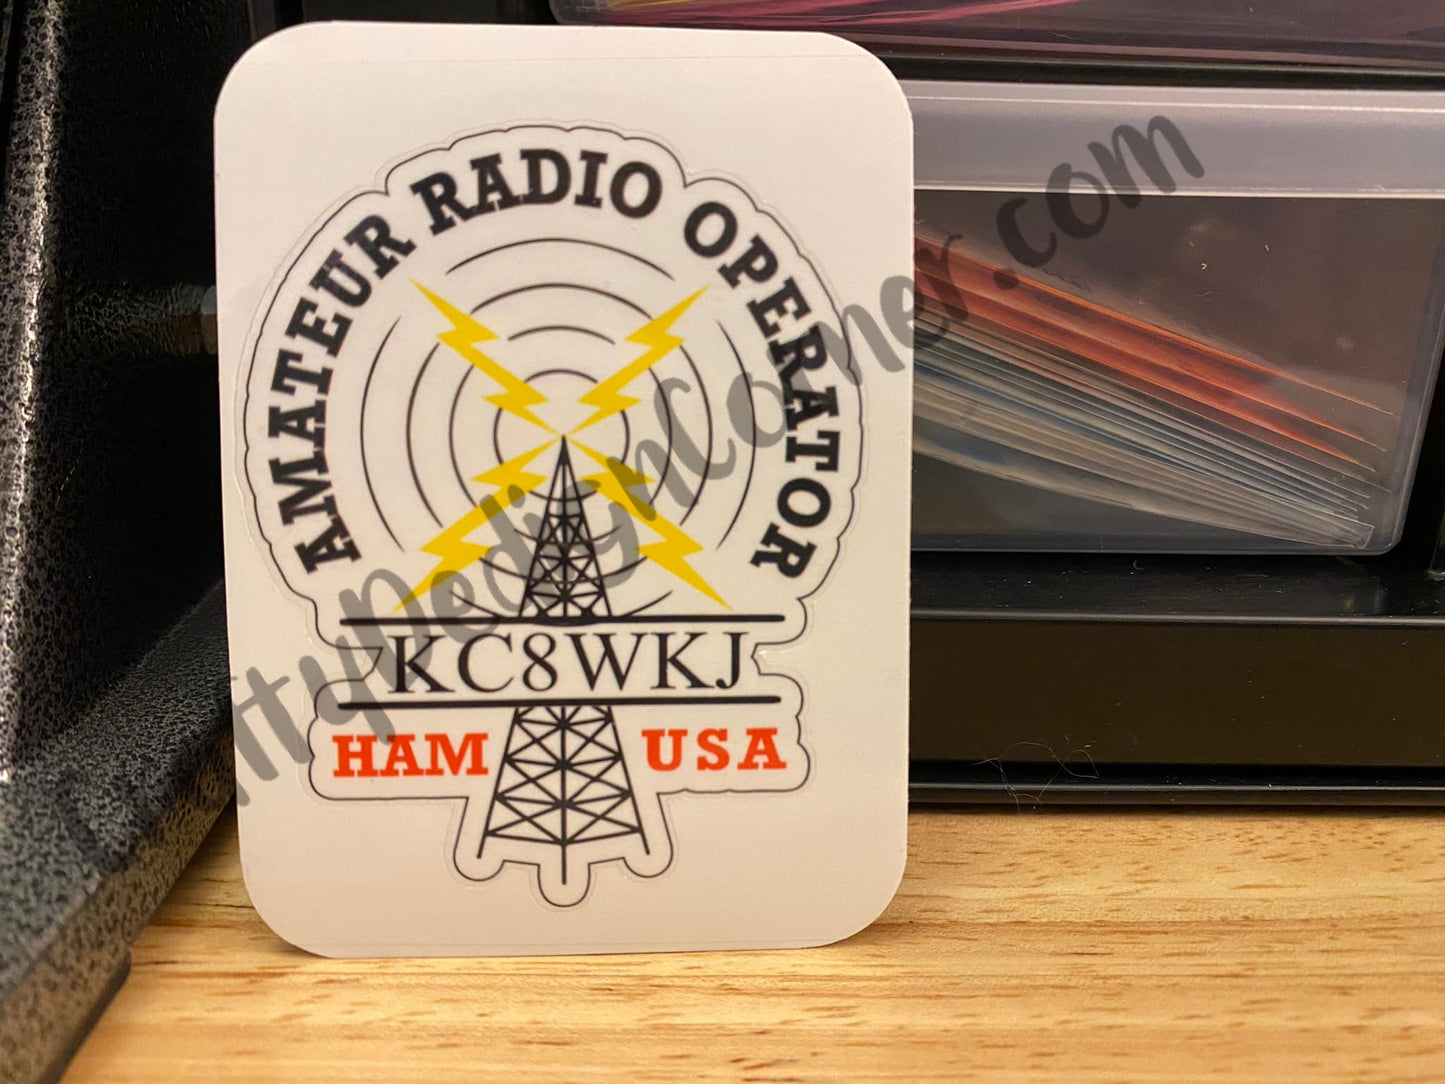 AMATEUR RADIO OPERATOR
KC8WKJ
HAM USA